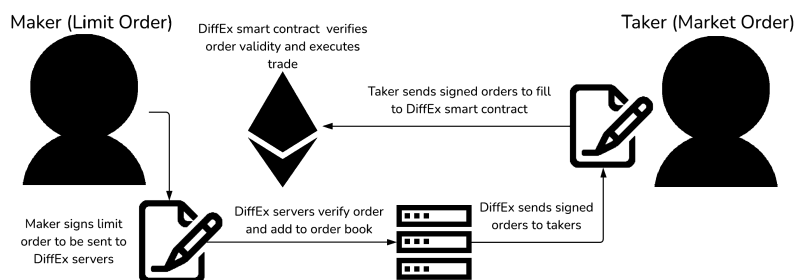 Maker (Limit Order)
Taker (Market Order)
DiffEx smart contract verifies
order validity and executes
trade
Taker sends signed orders to fill
to DiffEx smart contract
Maker signs limit
order to be sent to
DiffEx servers
DiffEx servers verify order
and add to order book
DiffEx sends signed
orders to takers